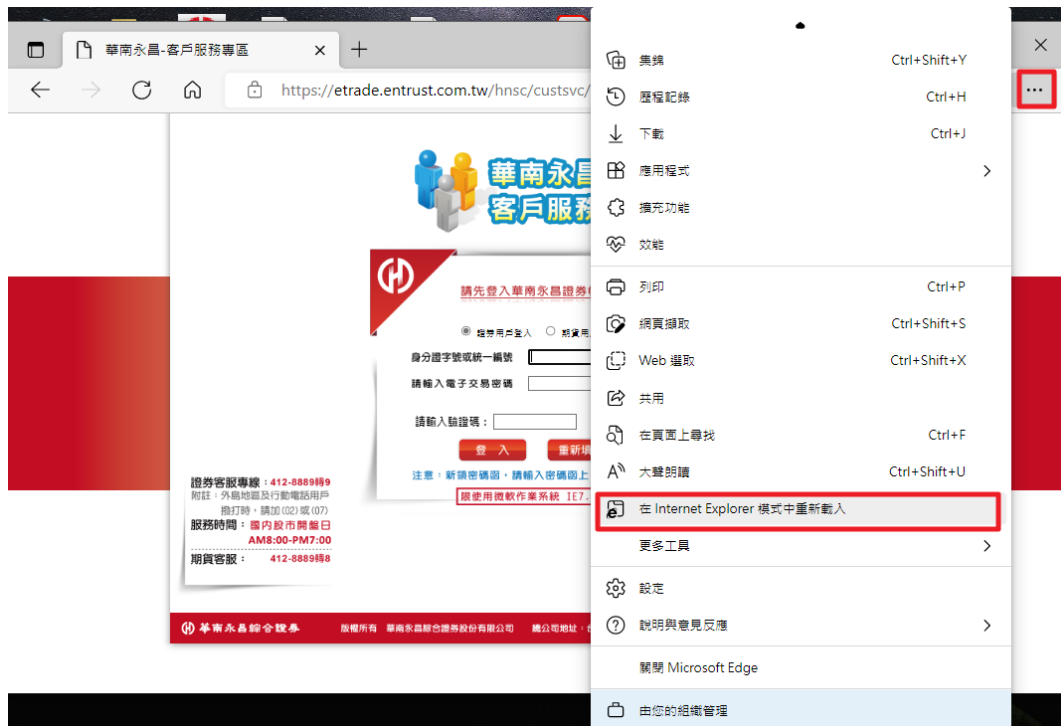 華南永昌-客戶服務專區
https://etrade.entrust.com.tw/hnsc/custsvc/
華南永昌
客戶服務
請先登入華南永昌證券
證券用戶登入
期貨用
身分證字號或統一編號
請輸入電子交易密碼
請輸入驗證碼：
登 入
重新填
注意：新領密碼函，請輸入密碼函上
限使用微軟作業系統 IE7.
證券客服專線：412-8889轉9
附註：外島地區及行動電話用戶
撥打時，請加(02)或(07)
服務時間：國內股市開盤日
AM8:00-PM7:00
期貨客服： 412-8889轉8
華南永昌綜合證券
版權所有 華南永昌綜合證券股份有限公司 總公司地址：
集錦 Ctrl+Shift+Y
歷程記錄 Ctrl+H
下載 Ctrl+J
應用程式
擴充功能
效能
列印 Ctrl+P
網頁擷取 Ctrl+Shift+S
Web 選取 Ctrl+Shift+X
共用
在頁面上尋找 Ctrl+F
大聲朗讀 Ctrl+Shift+U
在 Internet Explorer 模式中重新載入
更多工具
設定
說明與意見反應
關閉 Microsoft Edge
由您的組織管理